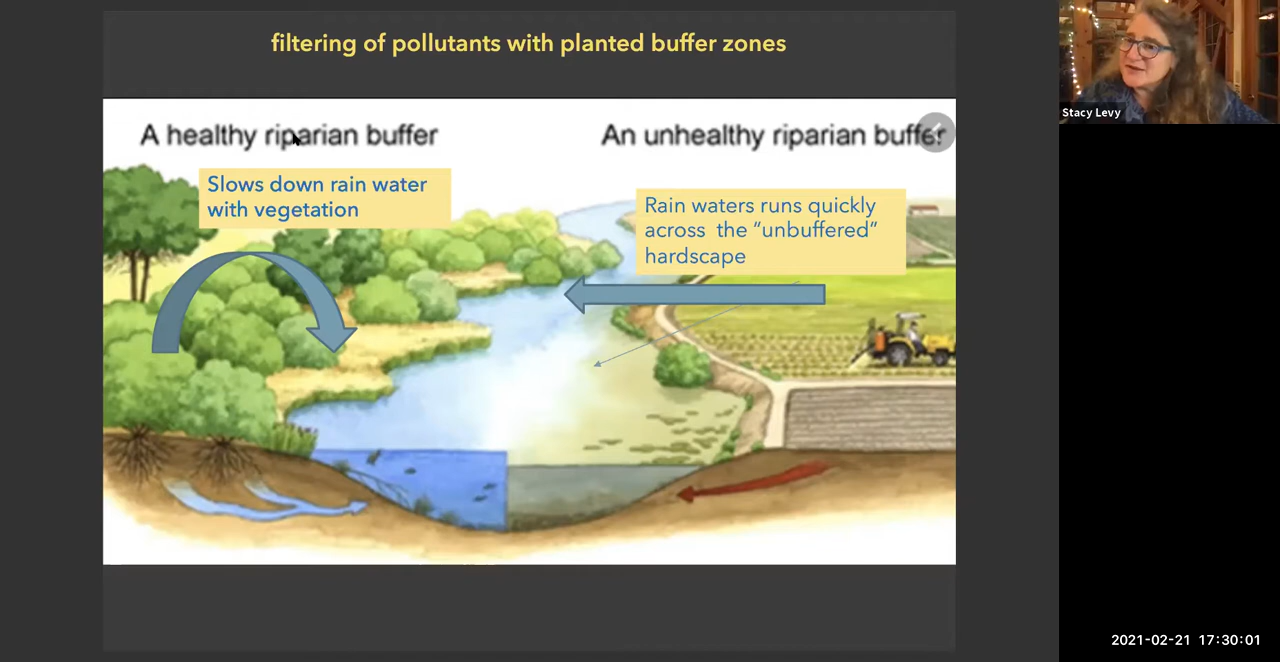 filtering of pollutants with planted buffer zones
A healthy riparian buffer
An unhealthy riparian buffer
Slows down rain water
with vegetation
Rain waters runs quickly
across the “unbuffered”
hardscape
Stacy Levy
2021-02-21 17:30:01